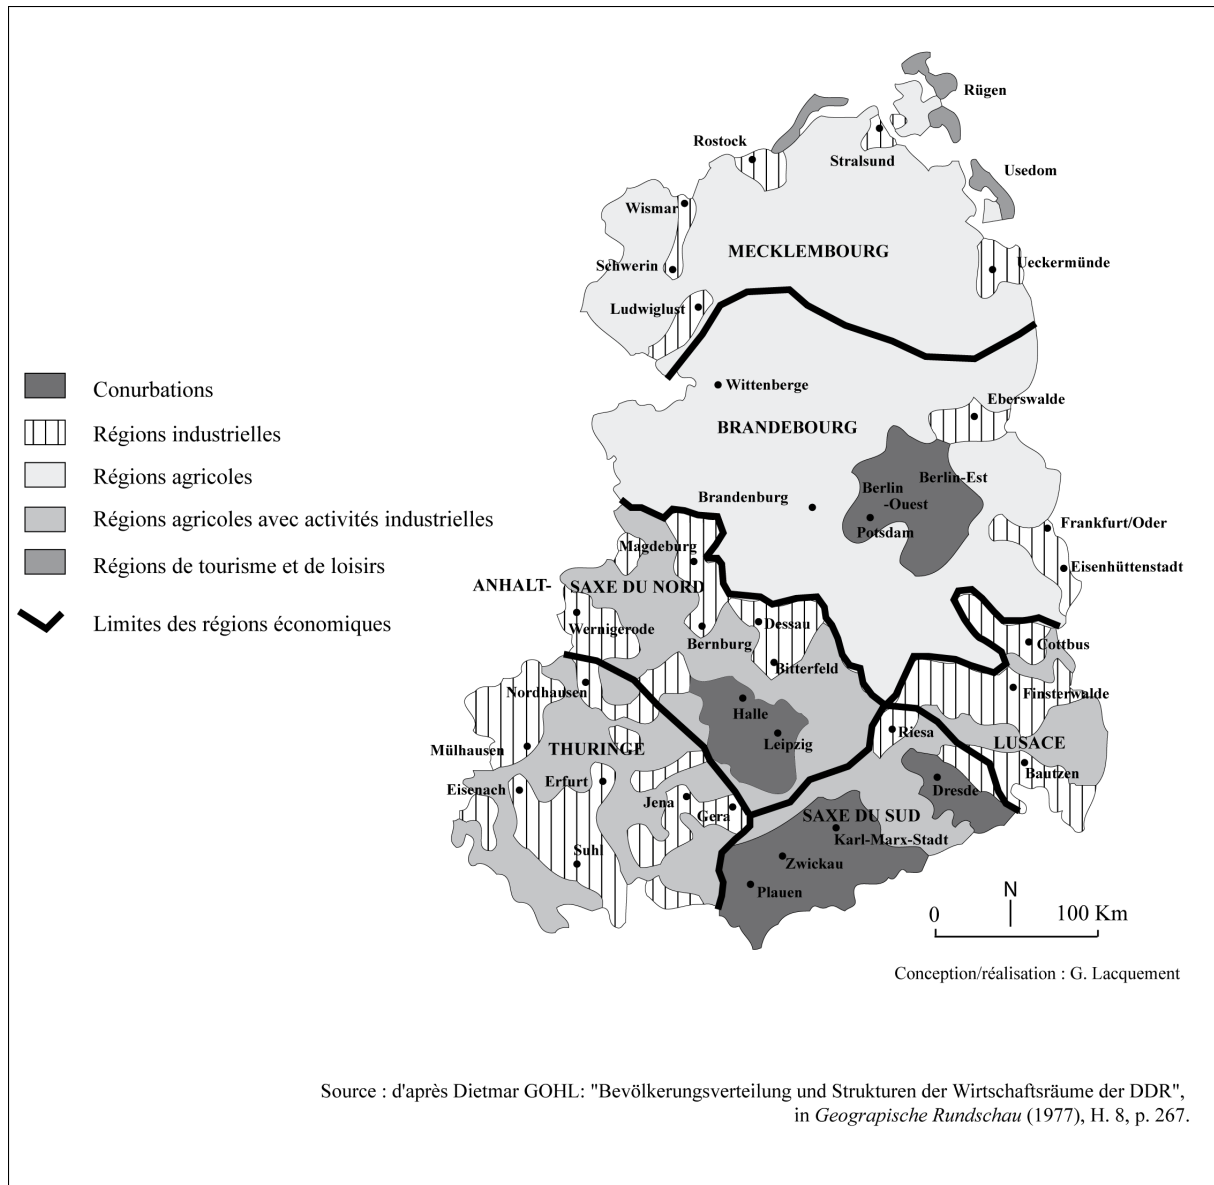 Rügen
Rostock
Stralsund
Usedom
Wismar
MECKLEMBOURG
Schwerin
Ueckermünde
Ludwiglust
Conurbations
Wittenberge
Eberswalde
Régions industrielles
BRANDEBOURG
Régions agricoles
Berlin-Est
Berlin
-Ouest
Brandenburg
Régions agricoles avec activités industrielles
Frankfurt/Oder
Potsdam
Magdeburg
Régions de tourisme et de loisirs
Eisenhüttenstadt
ANHALT-
SAXE DU NORD
Limites des régions économiques
Wernigerode
Dessau
Bernburg
Cottbus
Bitterfeld
Nordhausen
Finsterwalde
Halle
Riesa
Leipzig
LUSACE
Mülhausen
THURINGE
Bautzen
Erfurt
Eisenach
Dresde
Jena
Gera
SAXE DU SUD
Karl-Marx-Stadt
Suhl
Zwickau
Plauen
N
0
100 Km
Conception/réalisation : G. Lacquement
Source : d'après Dietmar GOHL: "Bevölkerungsverteilung und Strukturen der Wirtschaftsräume der DDR",
in Geograpische Rundschau (1977), H. 8, p. 267.